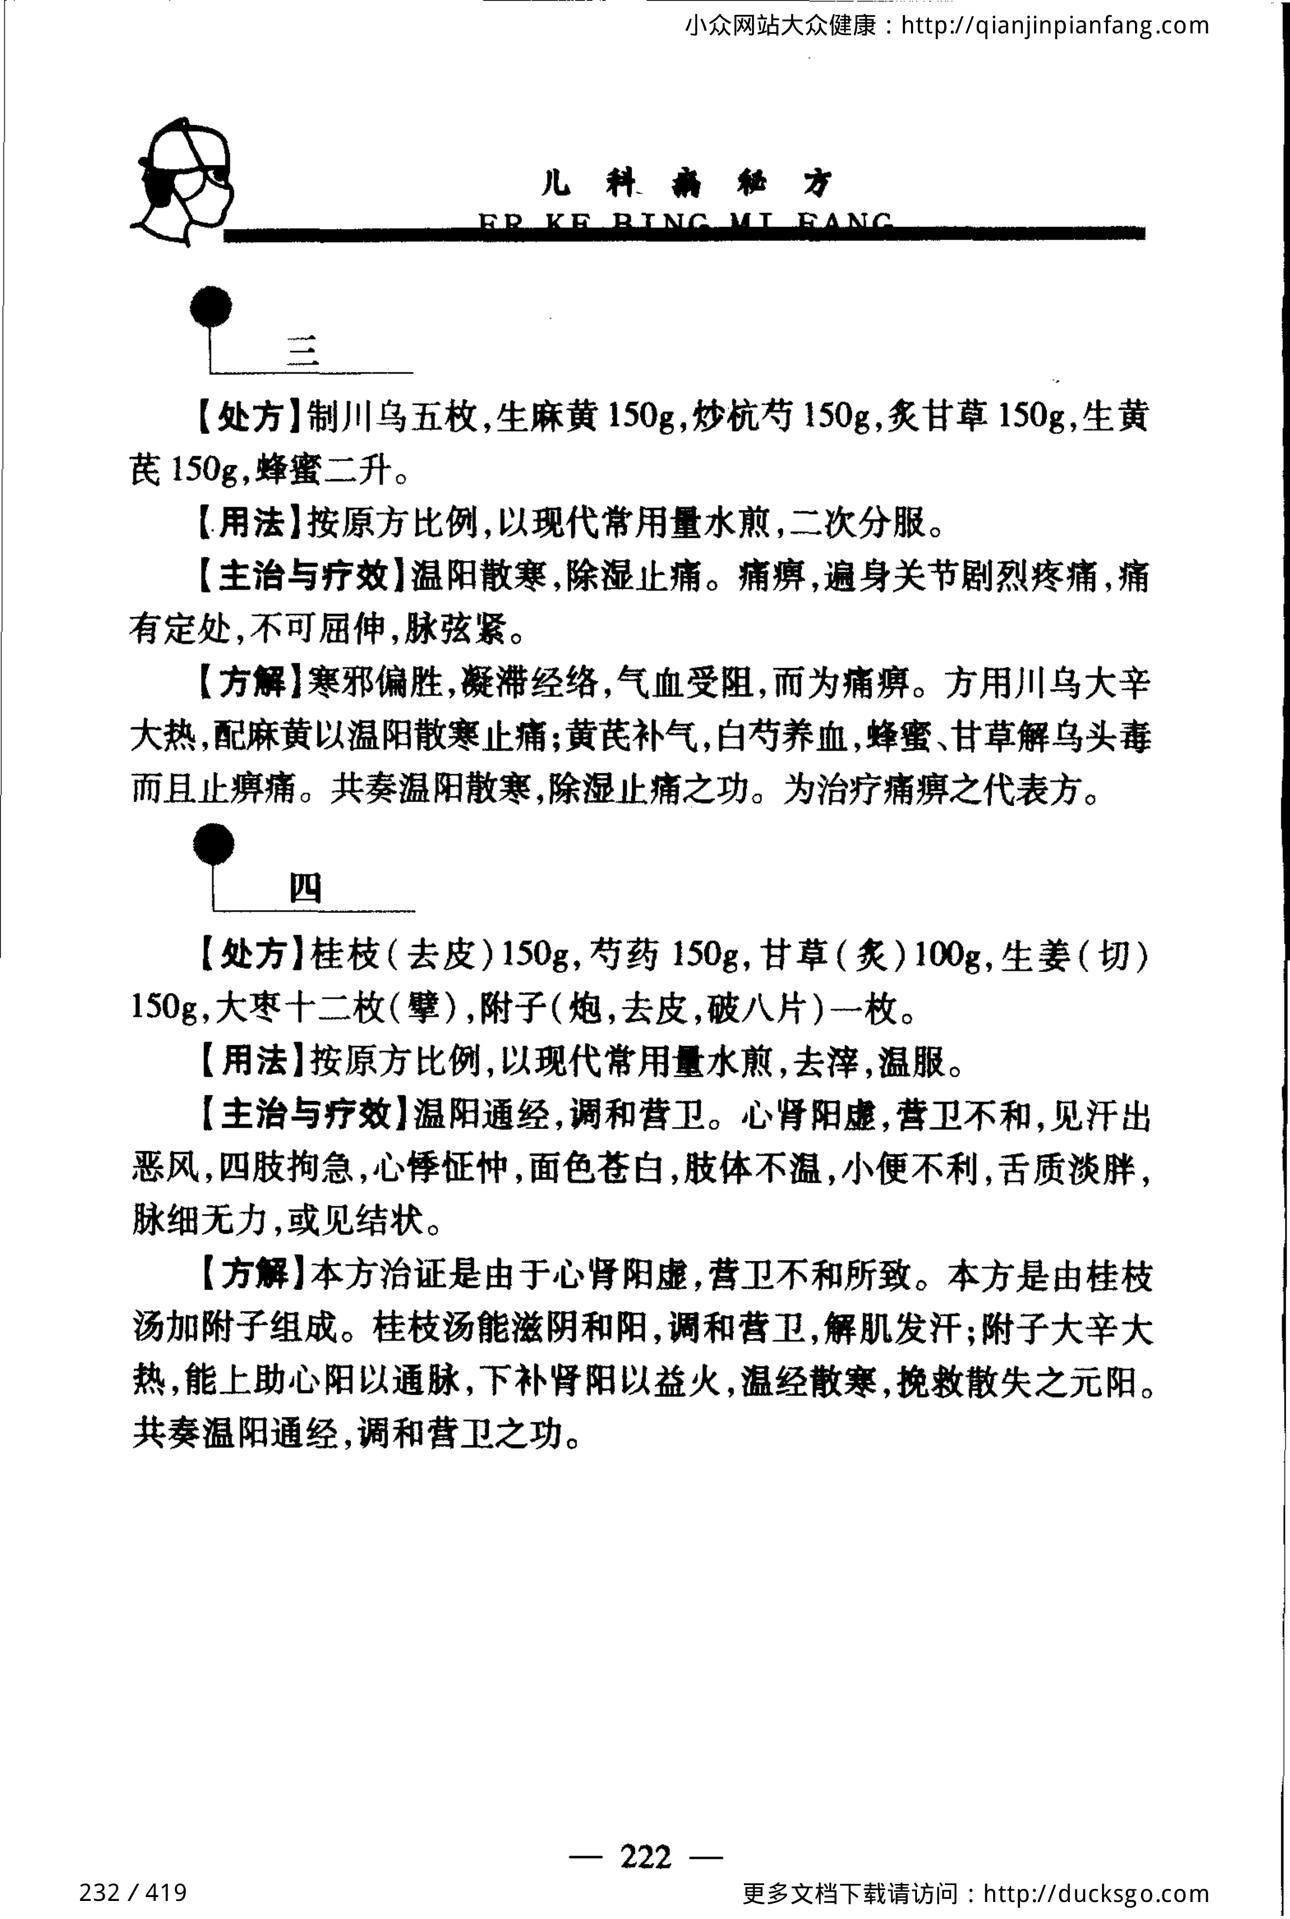 小众网站大众健康：http://qianjinpianfang.com
儿科病秘方
ER KE BING MI FANG
三
【处方】制川乌五枚,生麻黄150g,炒杭芍150g,炙甘草150g,生黄
芪150g,蜂蜜二升。
【用法】按原方比例,以现代常用量水煎,二次分服。
【主治与疗效】温阳散寒,除湿止痛。痛痹,遍身关节剧烈疼痛,痛
有定处,不可屈伸,脉弦紧。
【方解】寒邪偏胜,凝滞经络,气血受阻,而为痛痹。方用川乌大辛
大热,配麻黄以温阳散寒止痛;黄芪补气,白芍养血,蜂蜜、甘草解乌头毒
而且止痹痛。共奏温阳散寒,除湿止痛之功。为治疗痛痹之代表方。
四
【处方】桂枝(去皮)150g,芍药150g,甘草(炙)100g,生姜(切)
150g,大枣十二枚(擘),附子(炮,去皮,破八片)一枚。
【用法】按原方比例,以现代常用量水煎,去滓,温服。
【主治与疗效】温阳通经,调和营卫。心肾阳虚,营卫不和,见汗出
恶风,四肢拘急,心悸怔忡,面色苍白,肢体不温,小便不利,舌质淡胖,
脉细无力,或见结状。
【方解】本方治证是由于心肾阳虚,营卫不和所致。本方是由桂枝
汤加附子组成。桂枝汤能滋阴和阳,调和营卫,解肌发汗;附子大辛大
热,能上助心阳以通脉,下补肾阳以益火,温经散寒,挽救散失之元阳。
共奏温阳通经,调和营卫之功。
— 222 —
232 / 419
更多文档下载请访问：http://ducksgo.com